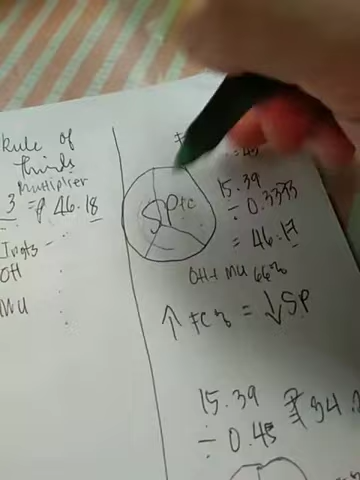 Rule of
thirds
Multiplier
3 = ₱ 46.18
OH
MU
SP FC
15.39
÷ 0.3333
= 46.17
OH + MU 66%
↑ FC % = ↓ SP
15.39
÷ 0.45
₱ 34.